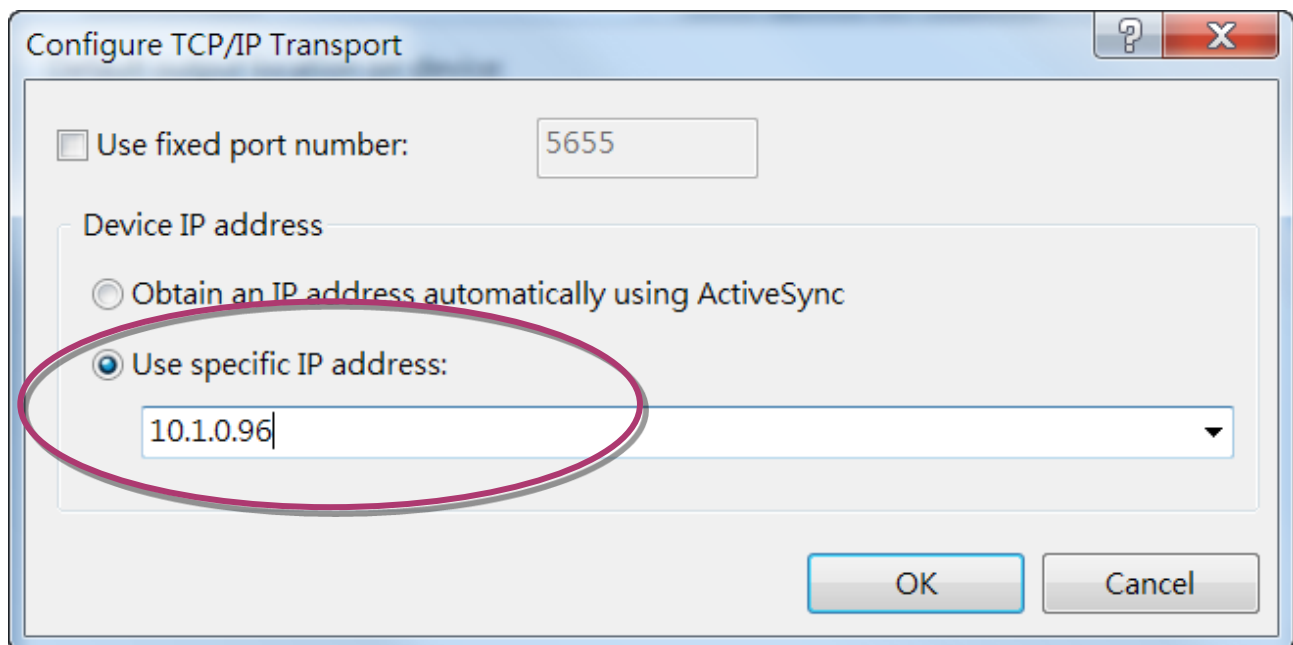 Configure TCP/IP Transport
Use fixed port number: 5655
Device IP address
Obtain an IP address automatically using ActiveSync
Use specific IP address:
10.1.0.96
OK Cancel